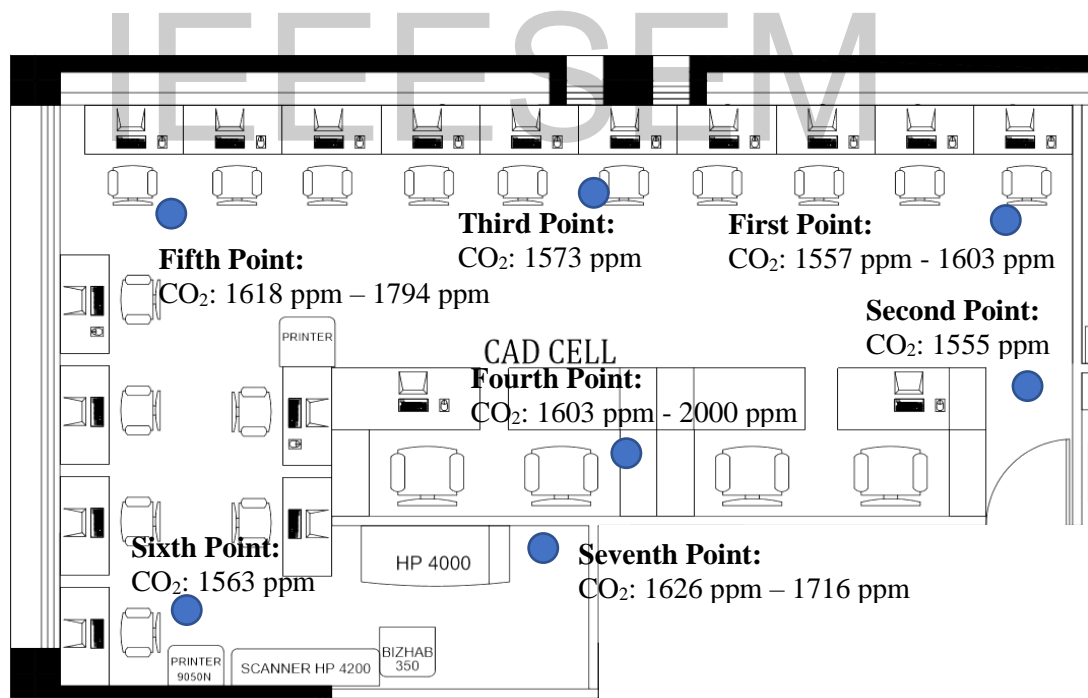 IEEESEM
Third Point:
CO₂: 1573 ppm
First Point:
CO₂: 1557 ppm - 1603 ppm
Fifth Point:
CO₂: 1618 ppm – 1794 ppm
Second Point:
CO₂: 1555 ppm
PRINTER
CAD CELL
Fourth Point:
CO₂: 1603 ppm - 2000 ppm
Sixth Point:
CO₂: 1563 ppm
HP 4000
Seventh Point:
CO₂: 1626 ppm – 1716 ppm
PRINTER
9050N
SCANNER HP 4200
BIZHAB
350